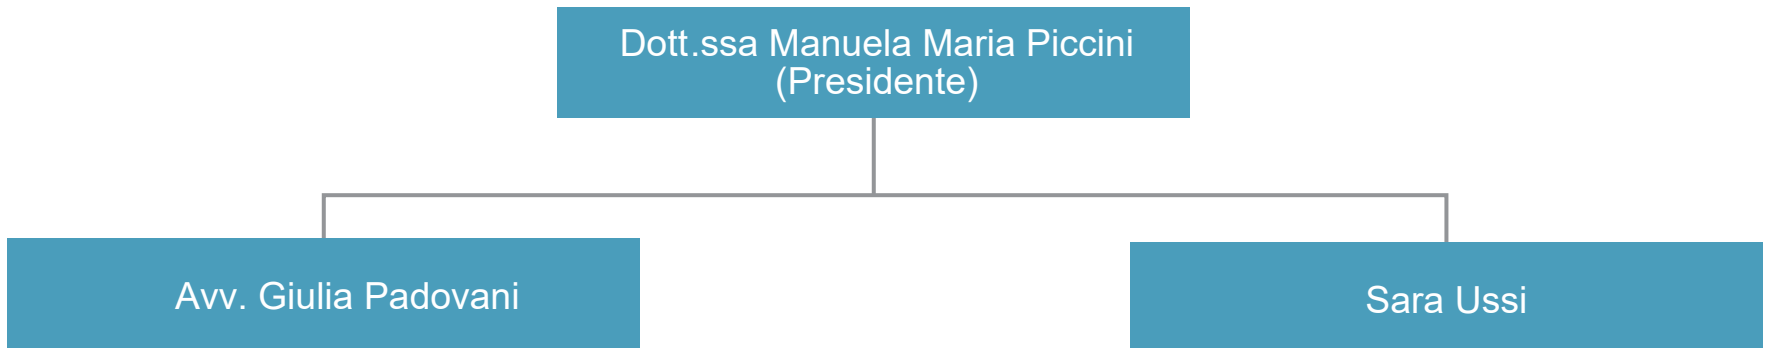 Dott.ssa Manuela Maria Piccini
(Presidente)
Avv. Giulia Padovani
Sara Ussi